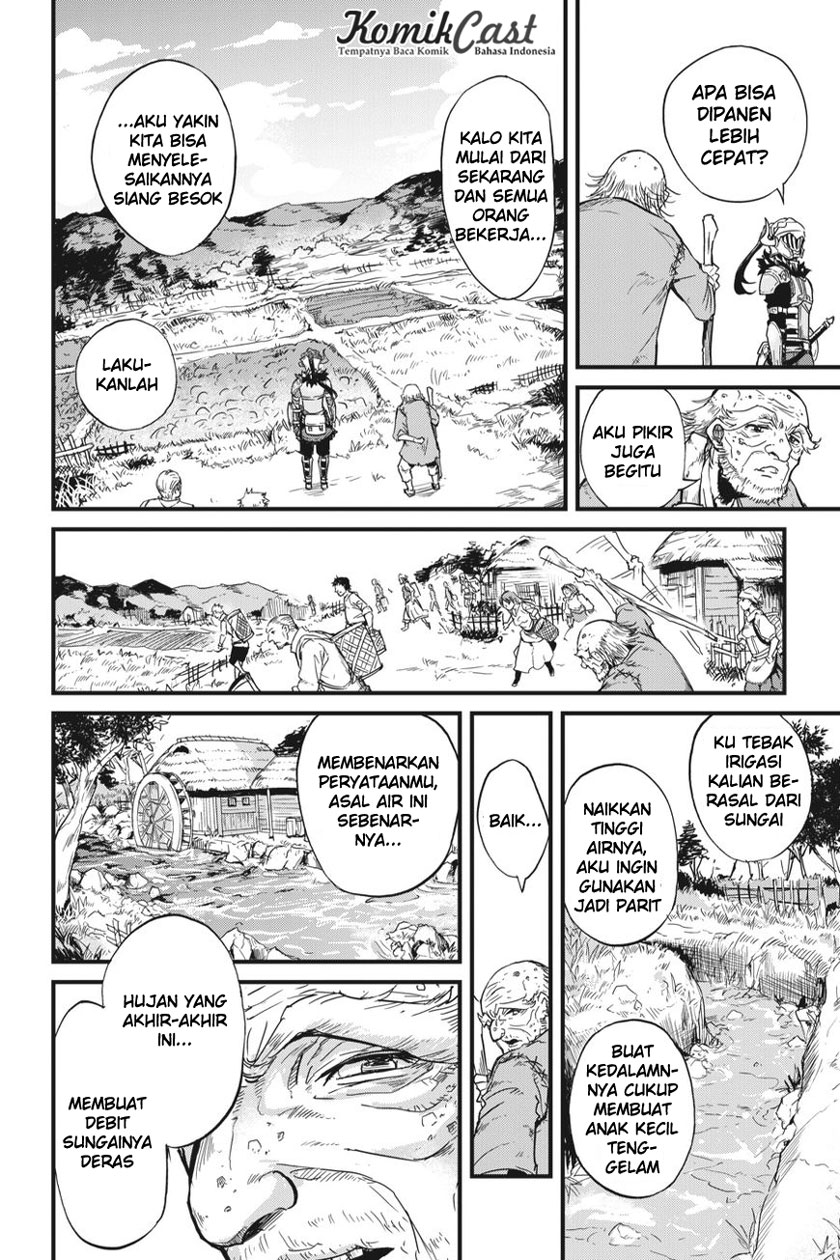 KomikCast
Tempatnya Baca Komik Bahasa Indonesia
APA BISA
DIPANEN
LEBIH
CEPAT?
AKU PIKIR
JUGA
BEGITU
KALO KITA
MULAI DARI
SEKARANG
DAN SEMUA
ORANG
BEKERJA...
...AKU YAKIN
KITA BISA
MENYELE-
SAIKANNYA
SIANG BESOK
LAKU-
KANLAH
KU TEBAK
IRIGASI
KALIAN BE-
RASAL DARI
SUNGAI
NAIKKAN
TINGGI
AIRNYA,
AKU INGIN
GUNAKAN
JADI PARIT
BUAT
KEDALAMN-
NYA CUKUP
MEMBUAT
ANAK KECIL
TENG-
GELAM
BAIK...
MEMBENARKAN
PERYATAANMU,
ASAL AIR INI
SEBENAR-
NYA...
HUJAN YANG
AKHIR-AKHIR
INI...
MEMBUAT
DEBIT
SUNGAINYA
DERAS